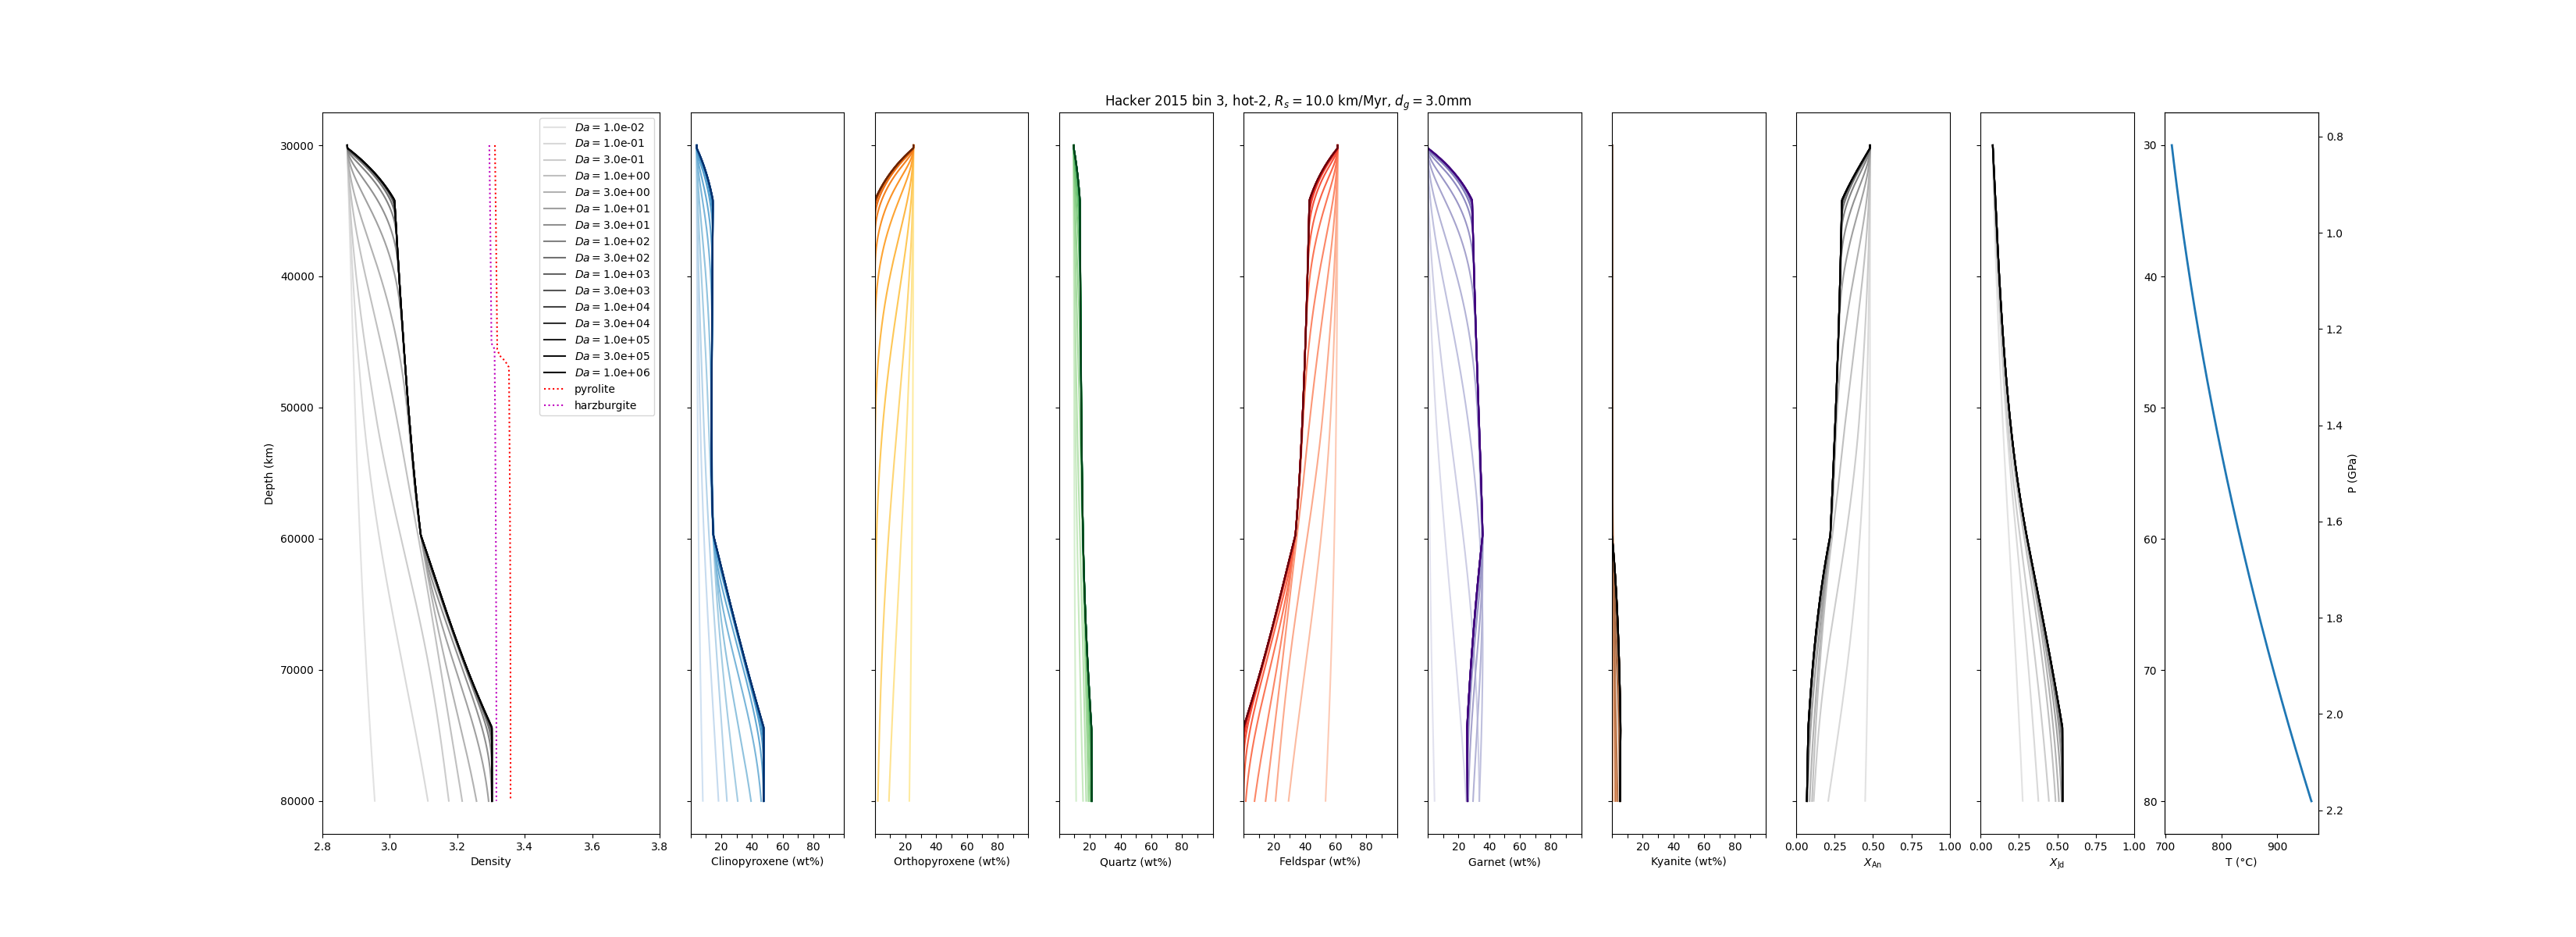 Hacker 2015 bin 3, hot-2, Rs = 10.0 km/Myr, dg = 3.0mm
Da = 1.0e-02
Da = 1.0e-01
Da = 3.0e-01
Da = 1.0e+00
Da = 3.0e+00
Da = 1.0e+01
Da = 3.0e+01
Da = 1.0e+02
Da = 3.0e+02
Da = 1.0e+03
Da = 3.0e+03
Da = 1.0e+04
Da = 3.0e+04
Da = 1.0e+05
Da = 3.0e+05
Da = 1.0e+06
pyrolite
harzburgite
Depth (km)
30000
40000
50000
60000
70000
80000
2.8 3.0 3.2 3.4 3.6 3.8
Density
20 40 60 80
Clinopyroxene (wt%)
20 40 60 80
Orthopyroxene (wt%)
20 40 60 80
Quartz (wt%)
20 40 60 80
Feldspar (wt%)
20 40 60 80
Garnet (wt%)
20 40 60 80
Kyanite (wt%)
0.00 0.25 0.50 0.75 1.00
XAn
0.00 0.25 0.50 0.75 1.00
XJd
30
40
50
60
70
80
700 800 900
T (°C)
0.8
1.0
1.2
1.4
1.6
1.8
2.0
2.2
P (GPa)